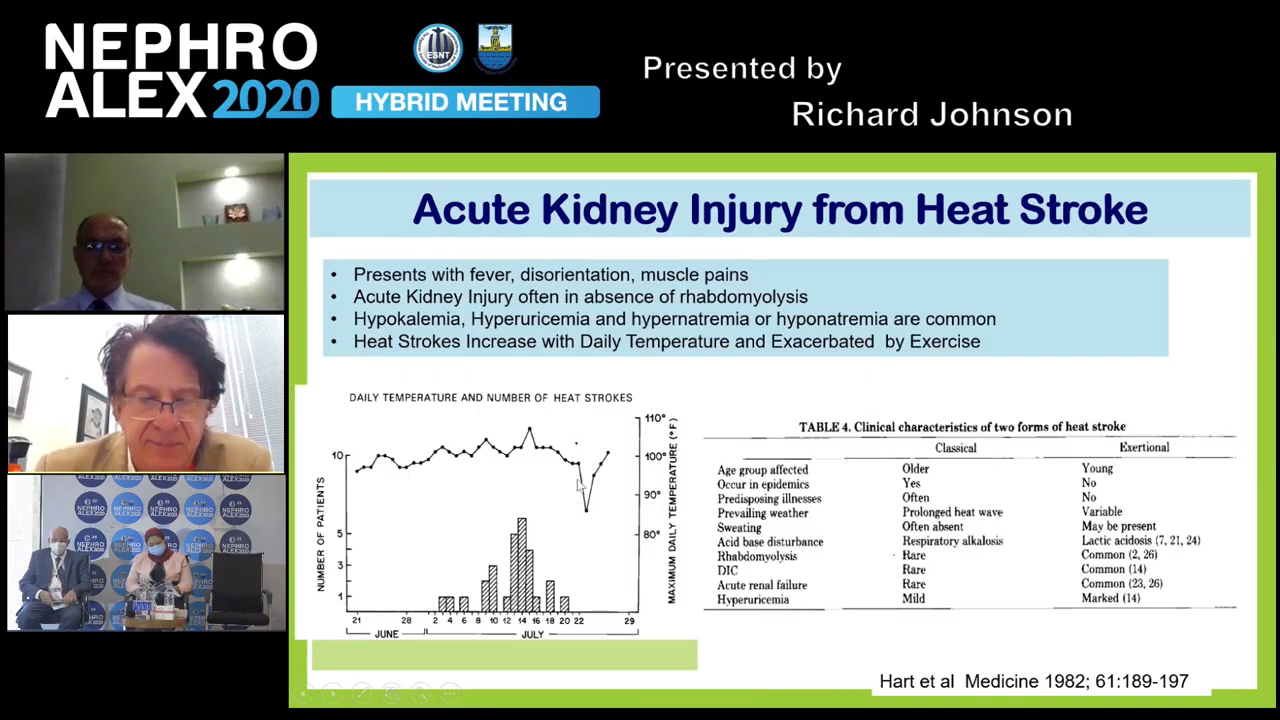 NEPHRO
ALEX 2020
ESNT
HYBRID MEETING
Presented by
Richard Johnson
Acute Kidney Injury from Heat Stroke
• Presents with fever, disorientation, muscle pains
• Acute Kidney Injury often in absence of rhabdomyolysis
• Hypokalemia, Hyperuricemia and hypernatremia or hyponatremia are common
• Heat Strokes Increase with Daily Temperature and Exacerbated by Exercise
DAILY TEMPERATURE AND NUMBER OF HEAT STROKES
NUMBER OF PATIENTS
10
5
3
1
110°
100°
90°
80°
MAXIMUM DAILY TEMPERATURE (°F)
21 28 2 4 6 8 10 12 14 16 18 20 22 29
JUNE JULY
TABLE 4. Clinical characteristics of two forms of heat stroke
Classical Exertional
Age group affected Older Young
Occur in epidemics Yes No
Predisposing illnesses Often No
Prevailing weather Prolonged heat wave Variable
Sweating Often absent May be present
Acid base disturbance Respiratory alkalosis Lactic acidosis (7, 21, 24)
Rhabdomyolysis Rare Common (2, 26)
DIC Rare Common (14)
Acute renal failure Rare Common (23, 26)
Hyperuricemia Mild Marked (14)
Hart et al Medicine 1982; 61:189-197
NEPHRO
ALEX2020